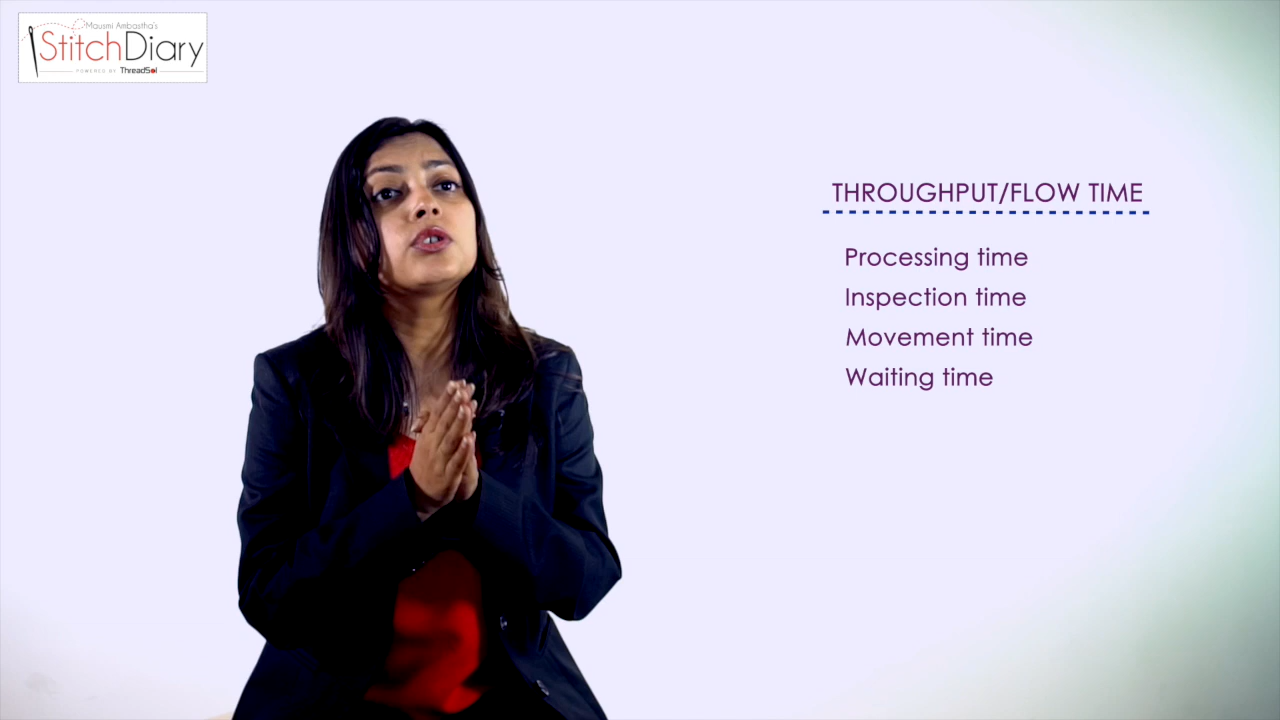 Mausmi Ambastha's
StitchDiary
POWERED BY ThreadSol
THROUGHPUT/FLOW TIME
Processing time
Inspection time
Movement time
Waiting time